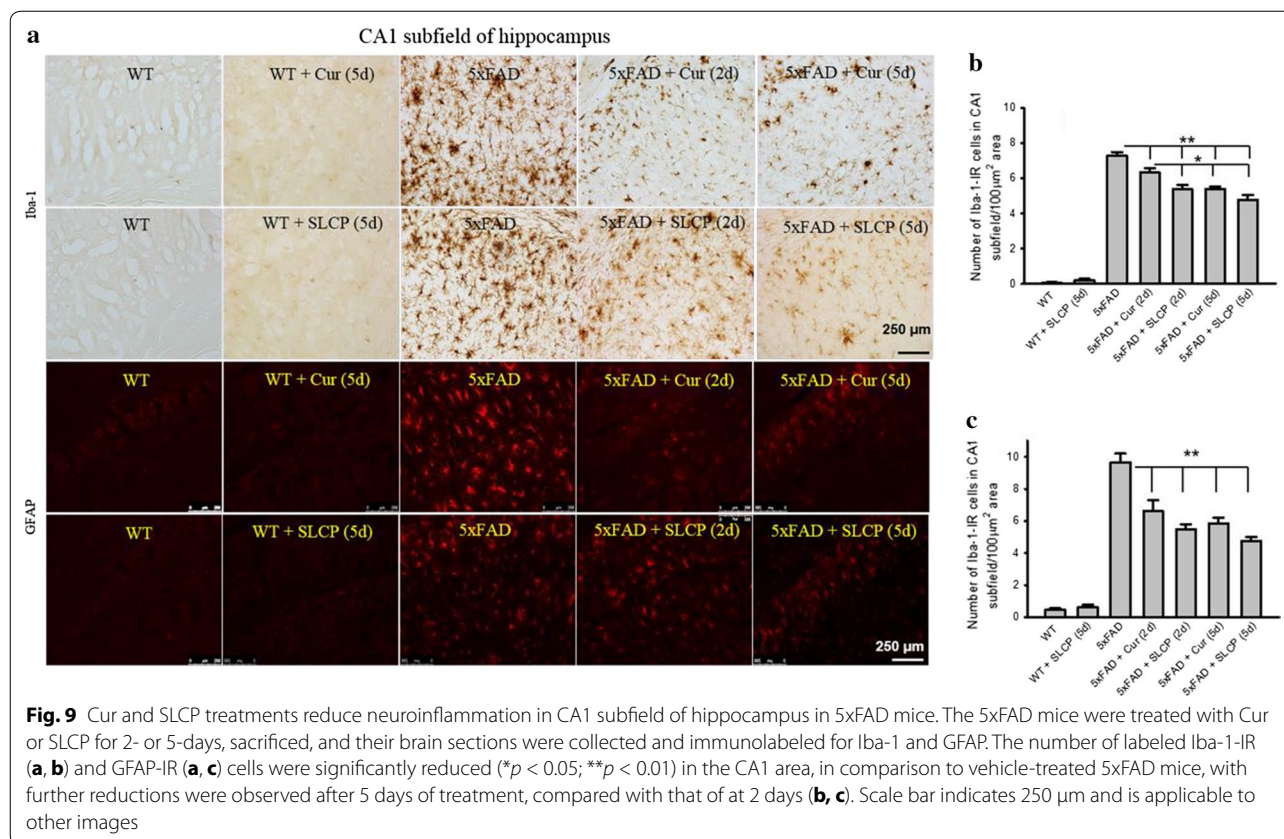 a
CA1 subfield of hippocampus
WT
WT + Cur (5d)
5xFAD
5xFAD + Cur (2d)
5xFAD + Cur (5d)
Iba-1
WT
WT + SLCP (5d)
5xFAD
5xFAD + SLCP (2d)
5xFAD + SLCP (5d)
250 µm
WT
WT + Cur (5d)
5xFAD
5xFAD + Cur (2d)
5xFAD + Cur (5d)
GFAP
WT
WT + SLCP (5d)
5xFAD
5xFAD + SLCP (2d)
5xFAD + SLCP (5d)
250 µm
b
Number of Iba-1-IR cells in CA1
subfield/100µm² area
10
8
6
4
2
0
**
*
WT
WT + SLCP (5d)
5xFAD
5xFAD + Cur (2d)
5xFAD + SLCP (2d)
5xFAD + Cur (5d)
5xFAD + SLCP (5d)
c
Number of Iba-1-IR cells in CA1
subfield/100µm² area
10
8
6
4
2
0
**
WT
WT + SLCP (5d)
5xFAD
5xFAD + Cur (2d)
5xFAD + SLCP (2d)
5xFAD + Cur (5d)
5xFAD + SLCP (5d)
Fig. 9 Cur and SLCP treatments reduce neuroinflammation in CA1 subfield of hippocampus in 5xFAD mice. The 5xFAD mice were treated with Cur
or SLCP for 2- or 5-days, sacrificed, and their brain sections were collected and immunolabeled for Iba-1 and GFAP. The number of labeled Iba-1-IR
(a, b) and GFAP-IR (a, c) cells were significantly reduced (*p < 0.05; **p < 0.01) in the CA1 area, in comparison to vehicle-treated 5xFAD mice, with
further reductions were observed after 5 days of treatment, compared with that of at 2 days (b, c). Scale bar indicates 250 µm and is applicable to
other images